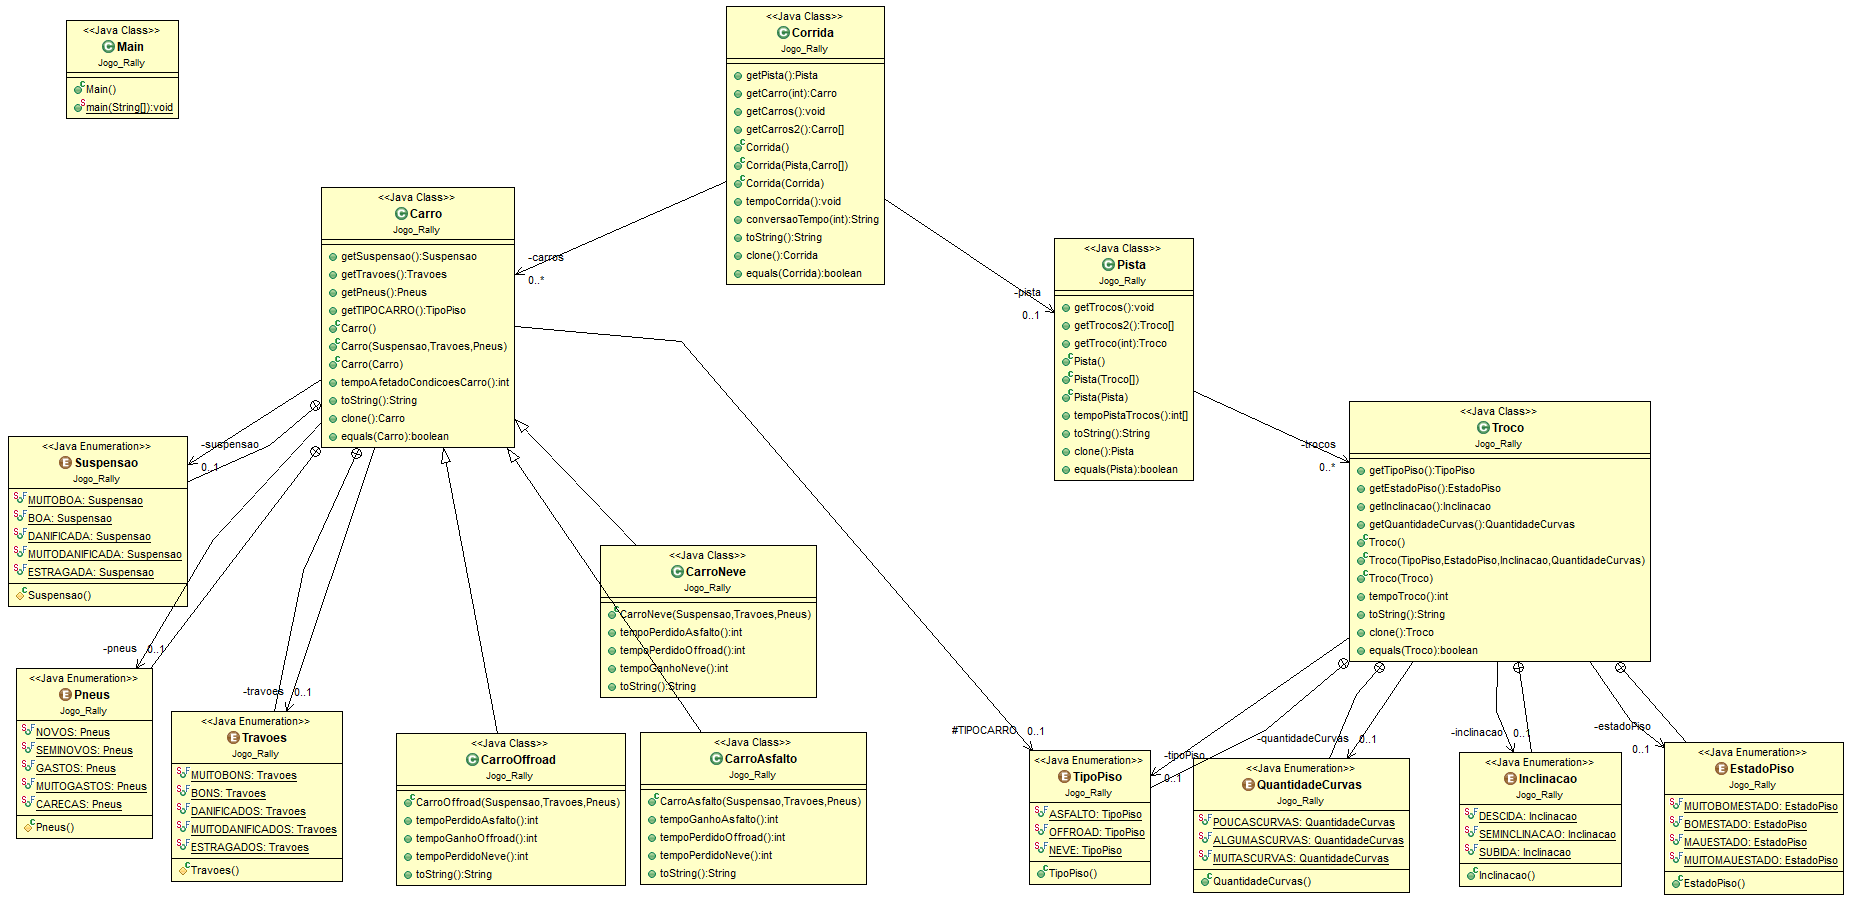 <<Java Class>>
Main
Jogo_Rally
Main()
main(String[]):void
<<Java Class>>
Corrida
Jogo_Rally
getPista():Pista
getCarro(int):Carro
getCarros():void
getCarros2():Carro[]
Corrida()
Corrida(Pista,Carro[])
Corrida(Corrida)
tempoCorrida():void
conversaoTempo(int):String
toString():String
clone():Corrida
equals(Corrida):boolean
<<Java Class>>
Carro
Jogo_Rally
getSuspensao():Suspensao
getTravoes():Travoes
getPneus():Pneus
getTIPOCARRO():TipoPiso
Carro()
Carro(Suspensao,Travoes,Pneus)
Carro(Carro)
tempoAfetadoCondicoesCarro():int
toString():String
clone():Carro
equals(Carro):boolean
-carros
0..*
-pista
0..1
<<Java Class>>
Pista
Jogo_Rally
getTrocos():void
getTrocos2():Troco[]
getTroco(int):Troco
Pista()
Pista(Troco[])
Pista(Pista)
tempoPistaTrocos():int[]
toString():String
clone():Pista
equals(Pista):boolean
-trocos
0..*
<<Java Class>>
Troco
Jogo_Rally
getTipoPiso():TipoPiso
getEstadoPiso():EstadoPiso
getInclinacao():Inclinacao
getQuantidadeCurvas():QuantidadeCurvas
Troco()
Troco(TipoPiso,EstadoPiso,Inclinacao,QuantidadeCurvas)
Troco(Troco)
tempoTroco():int
toString():String
clone():Troco
equals(Troco):boolean
-suspensao
0..1
<<Java Enumeration>>
Suspensao
Jogo_Rally
MUITOBOA: Suspensao
BOA: Suspensao
DANIFICADA: Suspensao
MUITODANIFICADA: Suspensao
ESTRAGADA: Suspensao
Suspensao()
-pneus
0..1
<<Java Enumeration>>
Pneus
Jogo_Rally
NOVOS: Pneus
SEMINOVOS: Pneus
GASTOS: Pneus
MUITOGASTOS: Pneus
CARECAS: Pneus
Pneus()
-travoes
0..1
<<Java Enumeration>>
Travoes
Jogo_Rally
MUITOBONS: Travoes
BONS: Travoes
DANIFICADOS: Travoes
MUITODANIFICADOS: Travoes
ESTRAGADOS: Travoes
Travoes()
<<Java Class>>
CarroNeve
Jogo_Rally
CarroNeve(Suspensao,Travoes,Pneus)
tempoPerdidoAsfalto():int
tempoPerdidoOffroad():int
tempoGanhoNeve():int
toString():String
<<Java Class>>
CarroOffroad
Jogo_Rally
CarroOffroad(Suspensao,Travoes,Pneus)
tempoPerdidoAsfalto():int
tempoGanhoOffroad():int
tempoPerdidoNeve():int
toString():String
<<Java Class>>
CarroAsfalto
Jogo_Rally
CarroAsfalto(Suspensao,Travoes,Pneus)
tempoGanhoAsfalto():int
tempoPerdidoOffroad():int
tempoPerdidoNeve():int
toString():String
#TIPOCARRO
0..1
-tipoPiso
0..1
<<Java Enumeration>>
TipoPiso
Jogo_Rally
ASFALTO: TipoPiso
OFFROAD: TipoPiso
NEVE: TipoPiso
TipoPiso()
-quantidadeCurvas
0..1
<<Java Enumeration>>
QuantidadeCurvas
Jogo_Rally
POUCASCURVAS: QuantidadeCurvas
ALGUMASCURVAS: QuantidadeCurvas
MUITASCURVAS: QuantidadeCurvas
QuantidadeCurvas()
-inclinacao
0..1
<<Java Enumeration>>
Inclinacao
Jogo_Rally
DESCIDA: Inclinacao
SEMINCLINACAO: Inclinacao
SUBIDA: Inclinacao
Inclinacao()
-estadoPiso
0..1
<<Java Enumeration>>
EstadoPiso
Jogo_Rally
MUITOBOMESTADO: EstadoPiso
BOMESTADO: EstadoPiso
MAUESTADO: EstadoPiso
MUITOMAUESTADO: EstadoPiso
EstadoPiso()